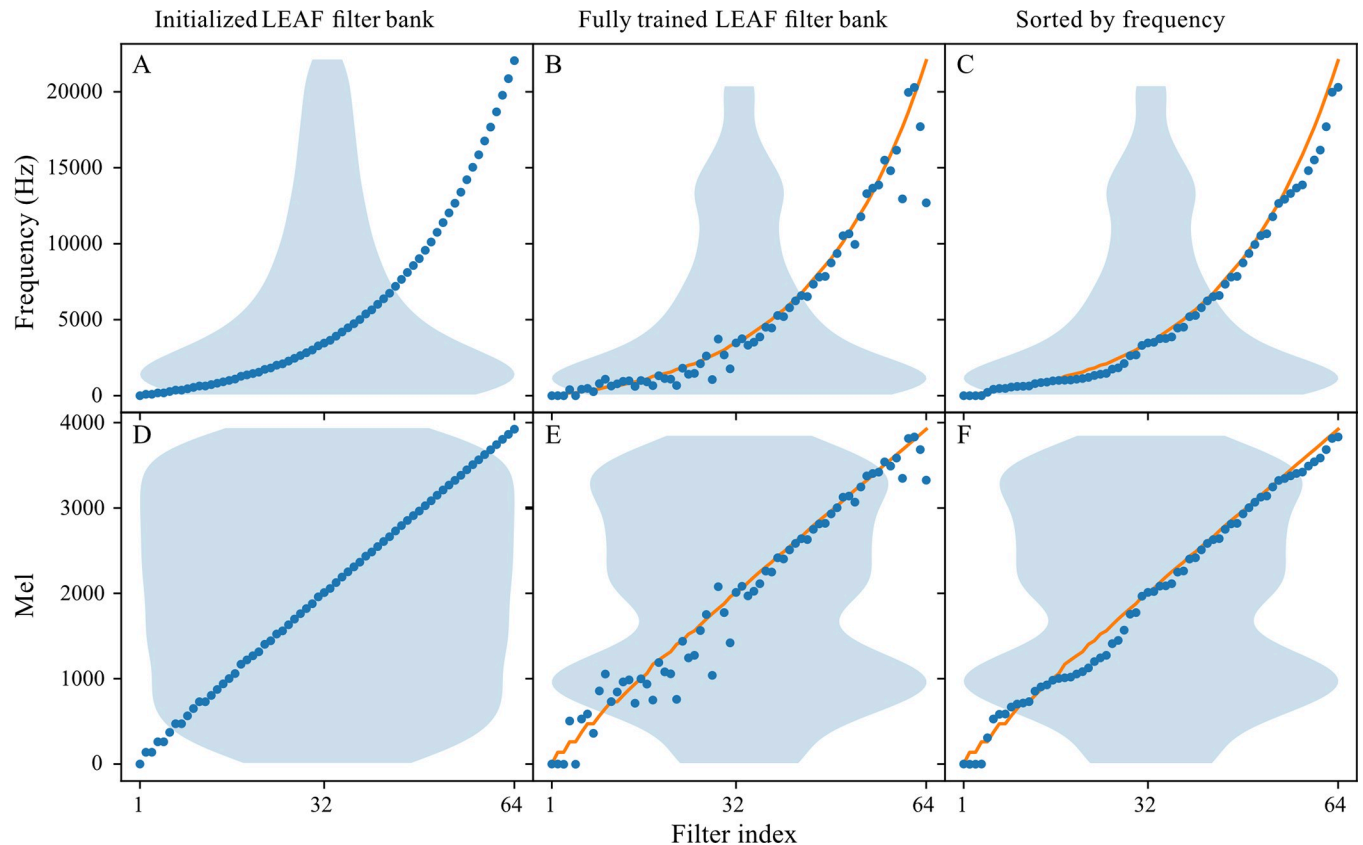 Initialized LEAF filter bank
Fully trained LEAF filter bank
Sorted by frequency
A
B
C
Frequency (Hz)
20000
15000
10000
5000
0
D
E
F
Mel
4000
3000
2000
1000
0
1 32 64
1 32 64
1 32 64
Filter index